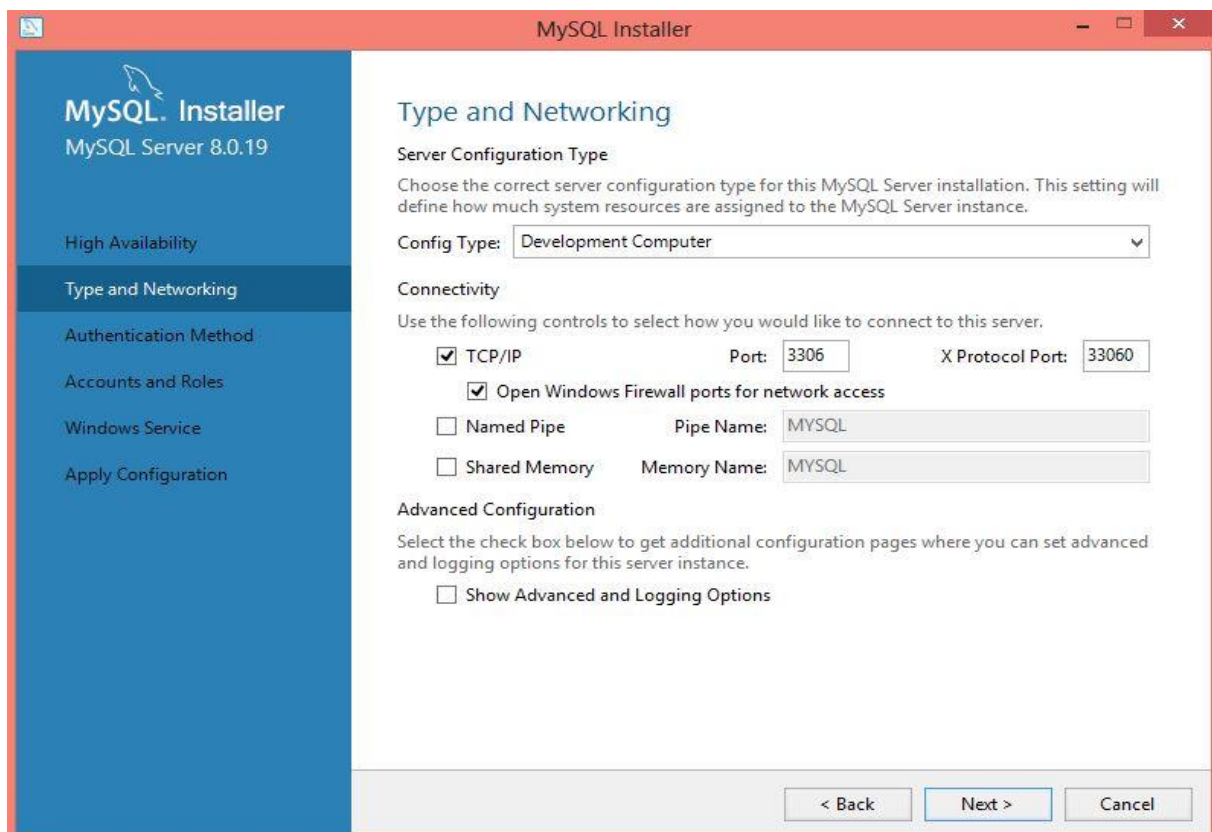 MySQL Installer
MySQL. Installer
MySQL Server 8.0.19
High Availability
Type and Networking
Authentication Method
Accounts and Roles
Windows Service
Apply Configuration
Type and Networking
Server Configuration Type
Choose the correct server configuration type for this MySQL Server installation. This setting will
define how much system resources are assigned to the MySQL Server instance.
Config Type: Development Computer
Connectivity
Use the following controls to select how you would like to connect to this server.
TCP/IP Port: 3306 X Protocol Port: 33060
Open Windows Firewall ports for network access
Named Pipe Pipe Name: MYSQL
Shared Memory Memory Name: MYSQL
Advanced Configuration
Select the check box below to get additional configuration pages where you can set advanced
and logging options for this server instance.
Show Advanced and Logging Options
< Back Next > Cancel